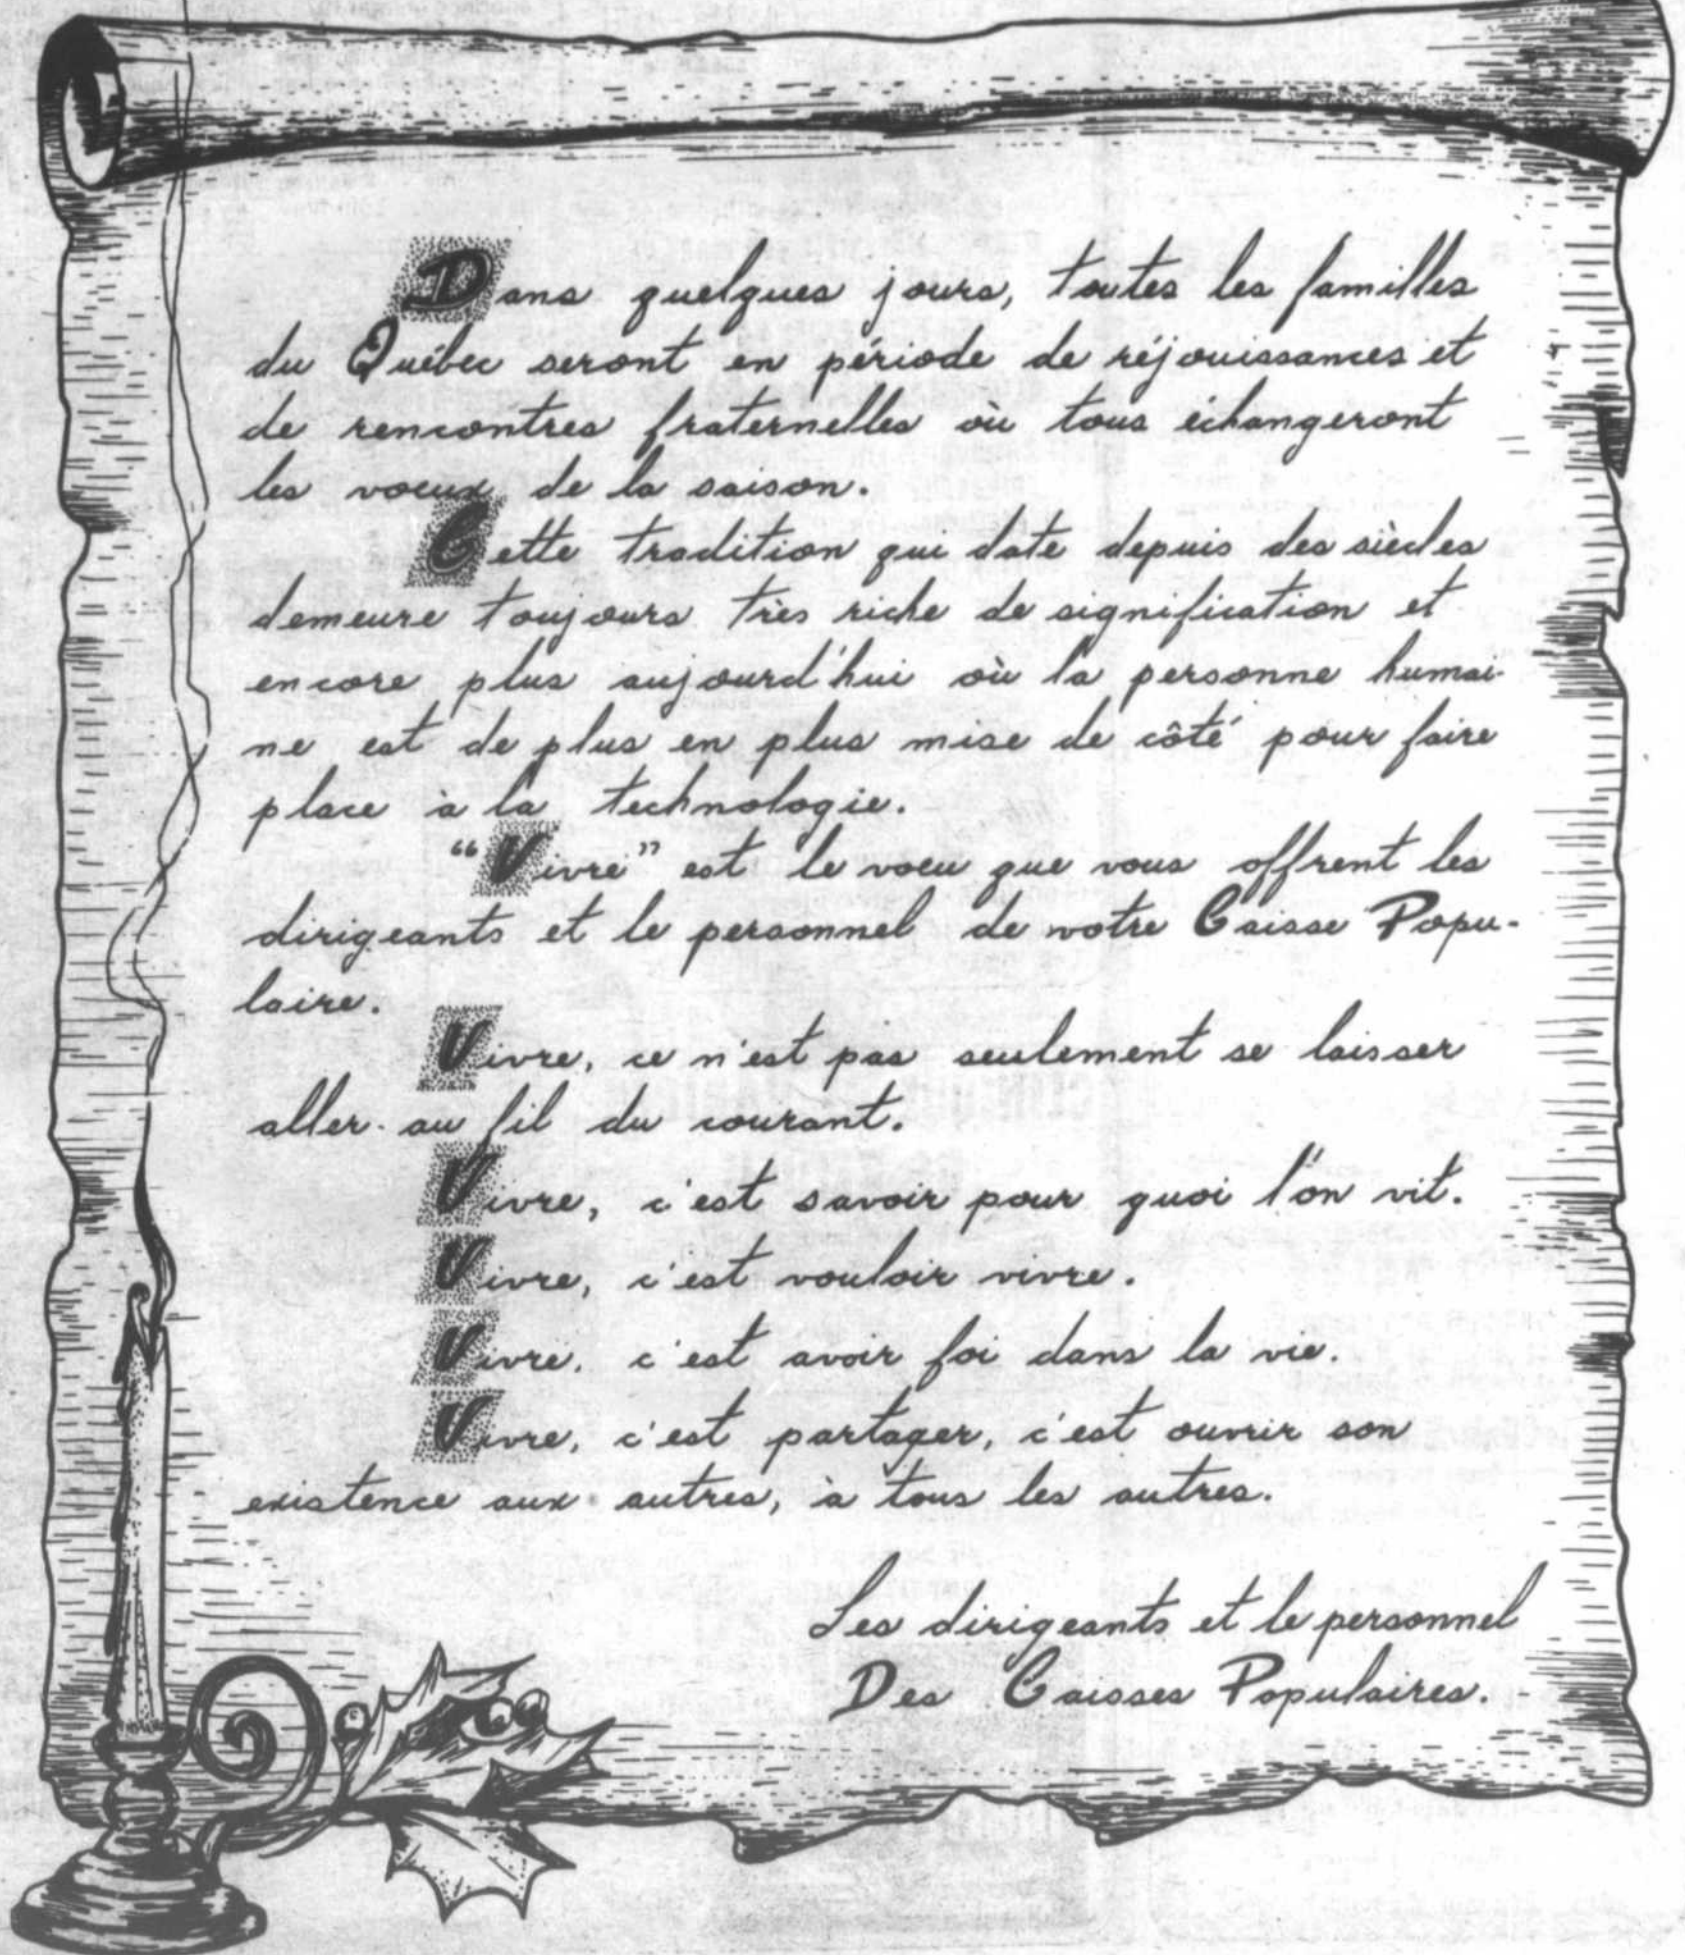 Dans quelques jours, toutes les familles
du Québec seront en période de réjouissances et
de rencontres fraternelles où tous échangeront
les voeux de la saison.
Cette tradition qui date depuis des siècles
demeure toujours très riche de signification et
encore plus aujourd'hui où la personne humai-
ne est de plus en plus mise de côté pour faire
place à la technologie.
"Vivre" est le voeu que vous offrent les
dirigeants et le personnel de votre Caisse Popu-
laire.
Vivre, ce n'est pas seulement se laisser
aller au fil du courant.
Vivre, c'est savoir pour quoi l'on vit.
Vivre, c'est vouloir vivre.
Vivre, c'est avoir foi dans la vie.
Vivre, c'est partager, c'est ouvrir son
existence aux autres, à tous les autres.
Les dirigeants et le personnel
Des Caisses Populaires.